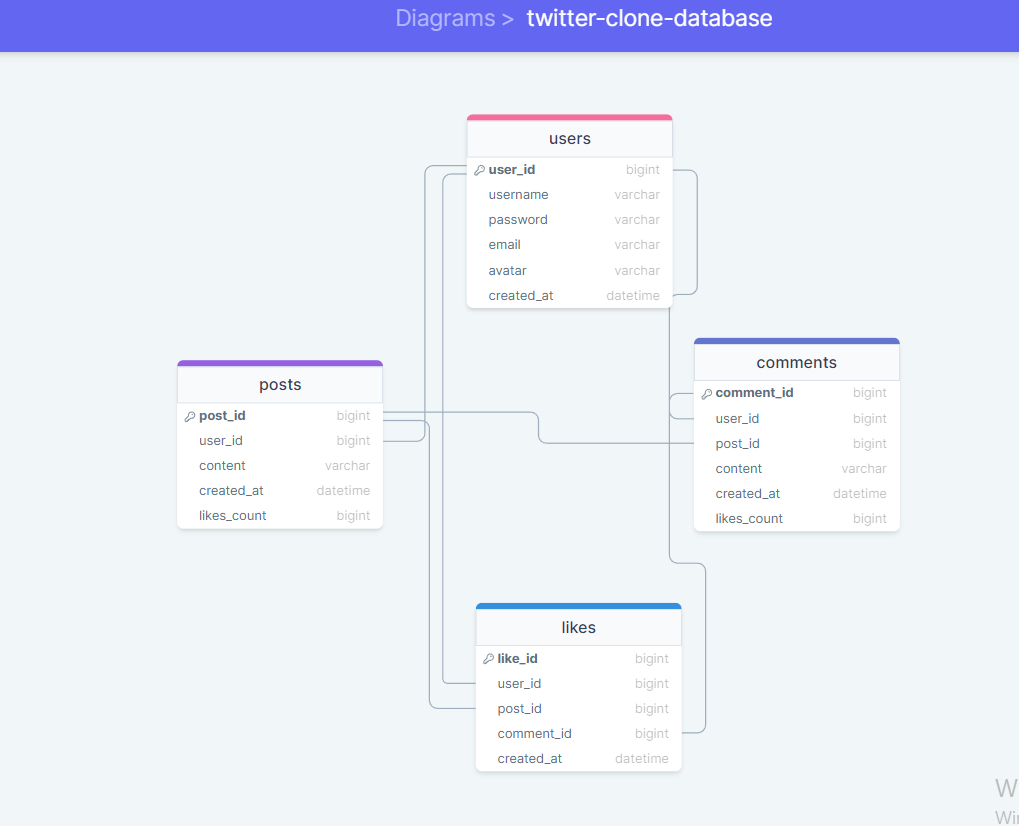 Diagrams > twitter-clone-database
users
user_id bigint
username varchar
password varchar
email varchar
avatar varchar
created_at datetime
posts
post_id bigint
user_id bigint
content varchar
created_at datetime
likes_count bigint
comments
comment_id bigint
user_id bigint
post_id bigint
content varchar
created_at datetime
likes_count bigint
likes
like_id bigint
user_id bigint
post_id bigint
comment_id bigint
created_at datetime